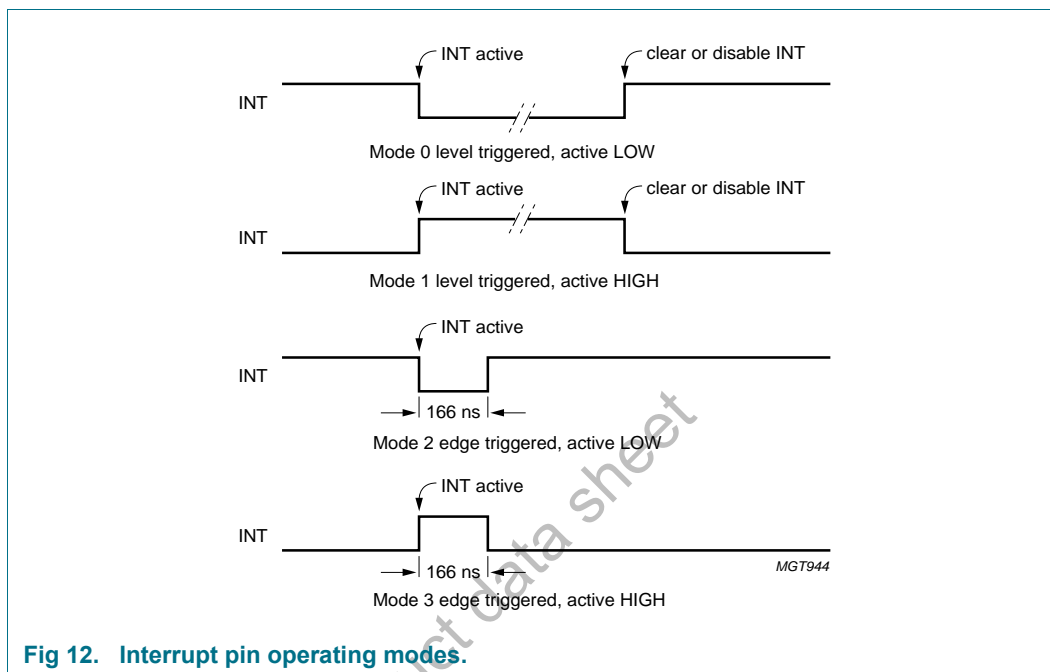 INT active
clear or disable INT
INT
Mode 0 level triggered, active LOW
INT active
clear or disable INT
INT
Mode 1 level triggered, active HIGH
INT active
INT
166 ns
Mode 2 edge triggered, active LOW
INT active
INT
166 ns
MGT944
Mode 3 edge triggered, active HIGH
Fig 12. Interrupt pin operating modes.
data sheet